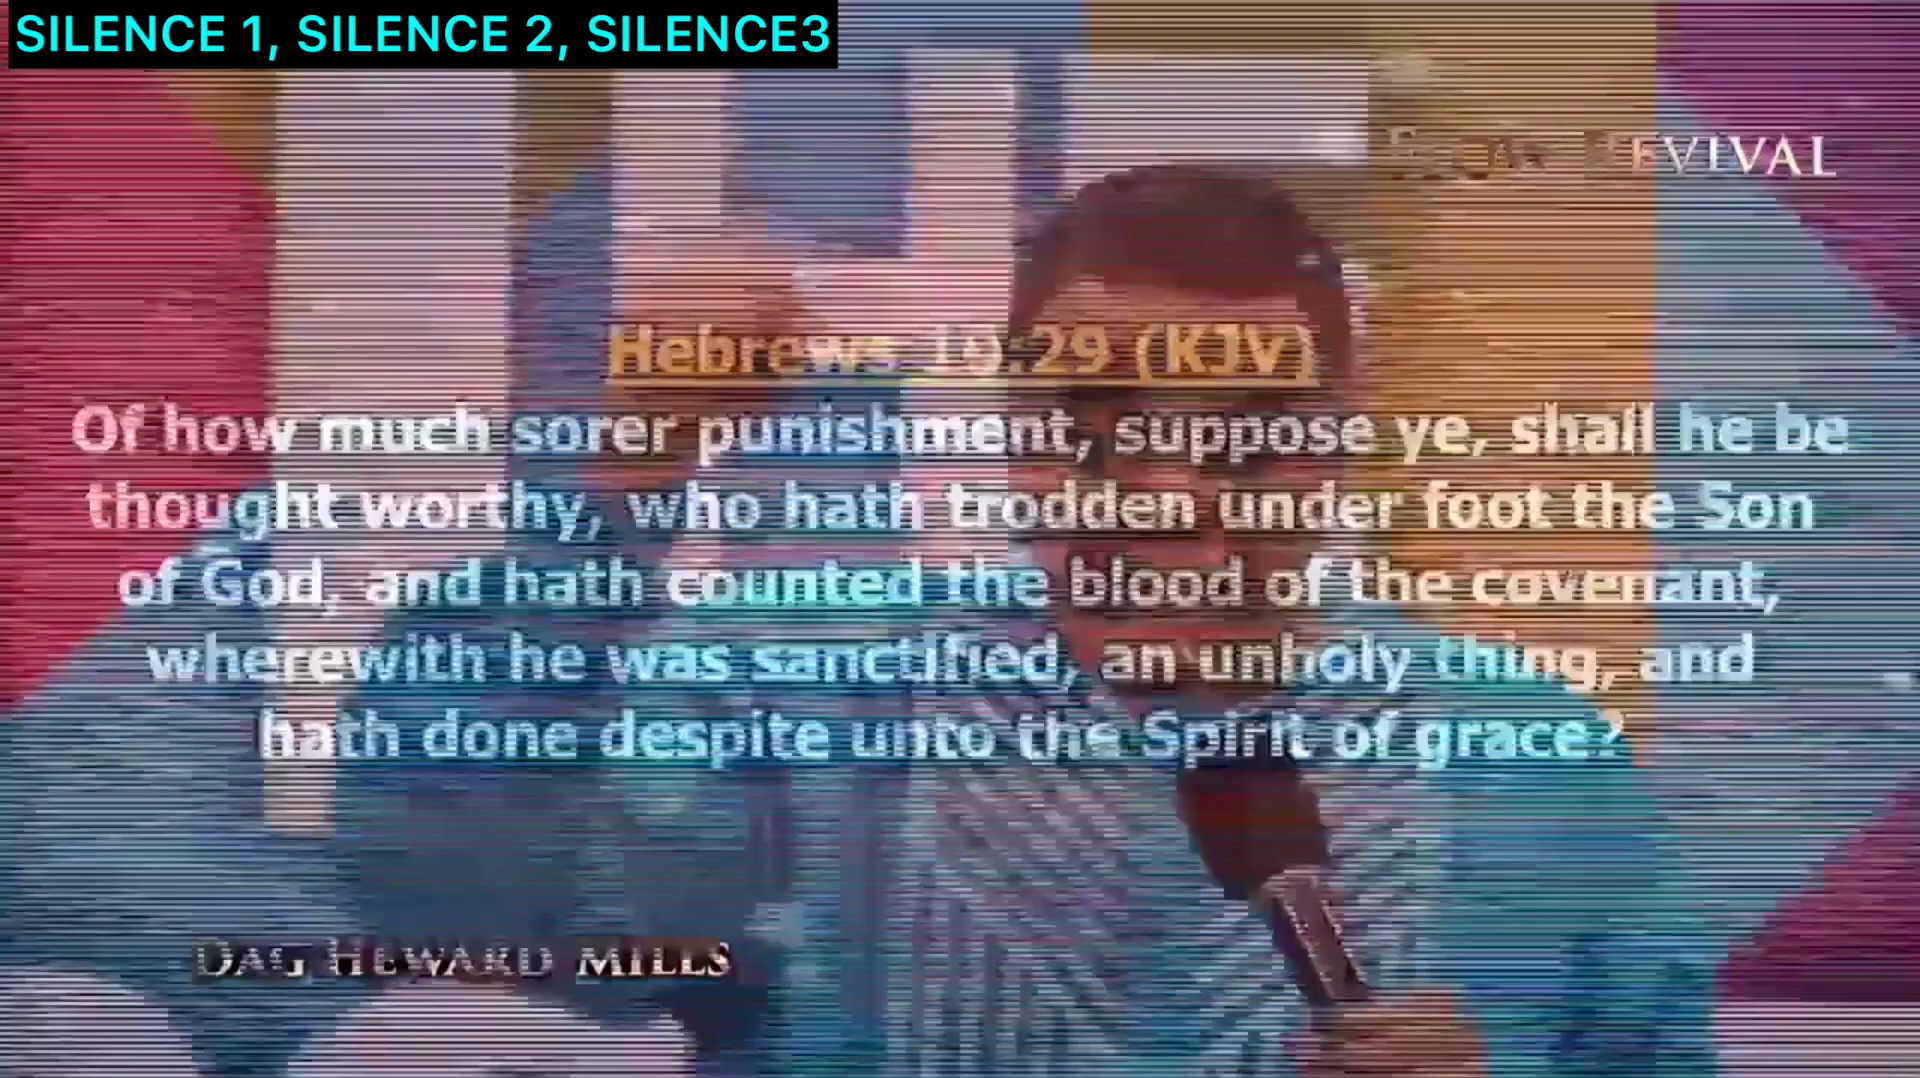 SILENCE 1, SILENCE 2, SILENCE3
REVIVAL
Hebrews 10:29 (KJV)
Of how much sorer punishment, suppose ye, shall he be
thought worthy, who hath trodden under foot the Son
of God, and hath counted the blood of the covenant,
wherewith he was sanctified, an unholy thing, and
hath done despite unto the Spirit of grace?
DAG HEWARD MILLS